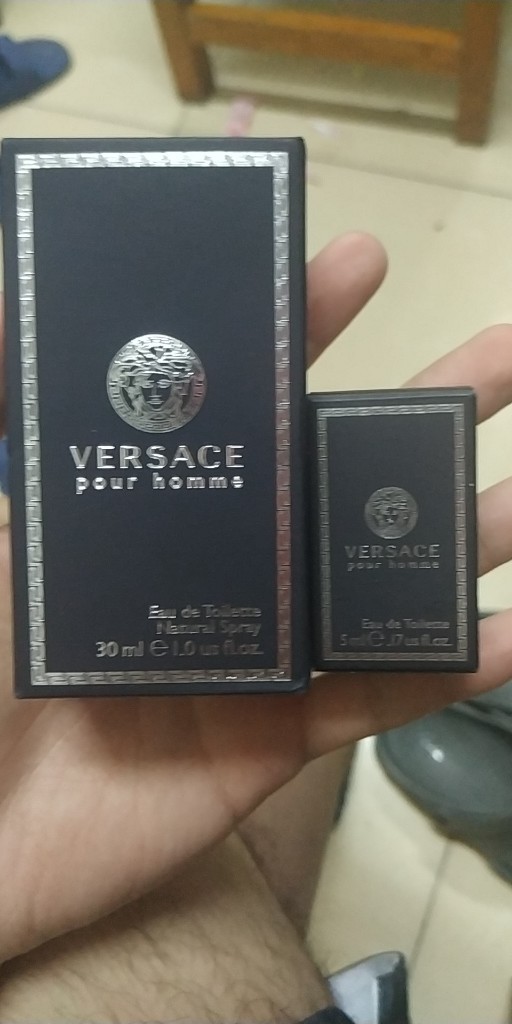 VERSACE
pour homme
Eau de Toilette
Natural Spray
30 ml e 1.0 us fl.oz.
VERSACE
pour homme
Eau de Toilette
5 ml e .17 us fl.oz.